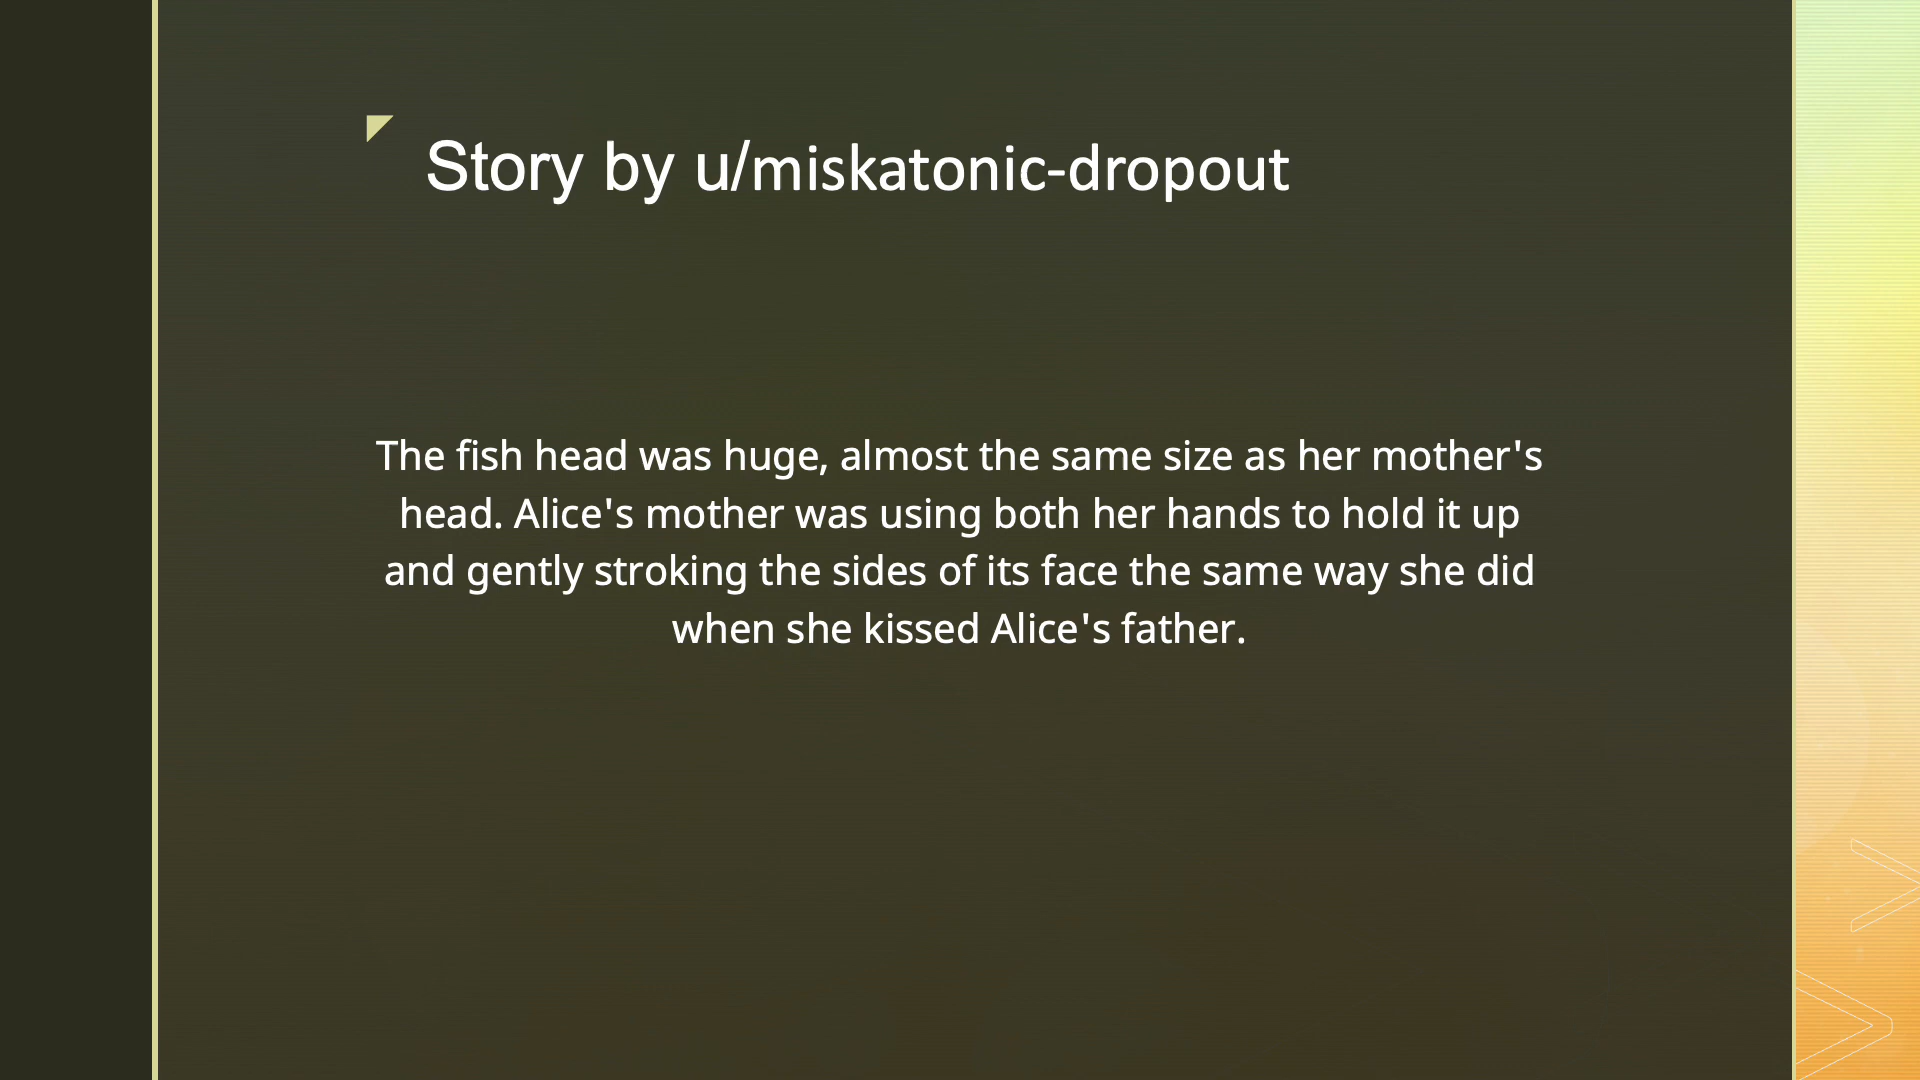 Story by u/miskatonic-dropout
The fish head was huge, almost the same size as her mother's
head. Alice's mother was using both her hands to hold it up
and gently stroking the sides of its face the same way she did
when she kissed Alice's father.